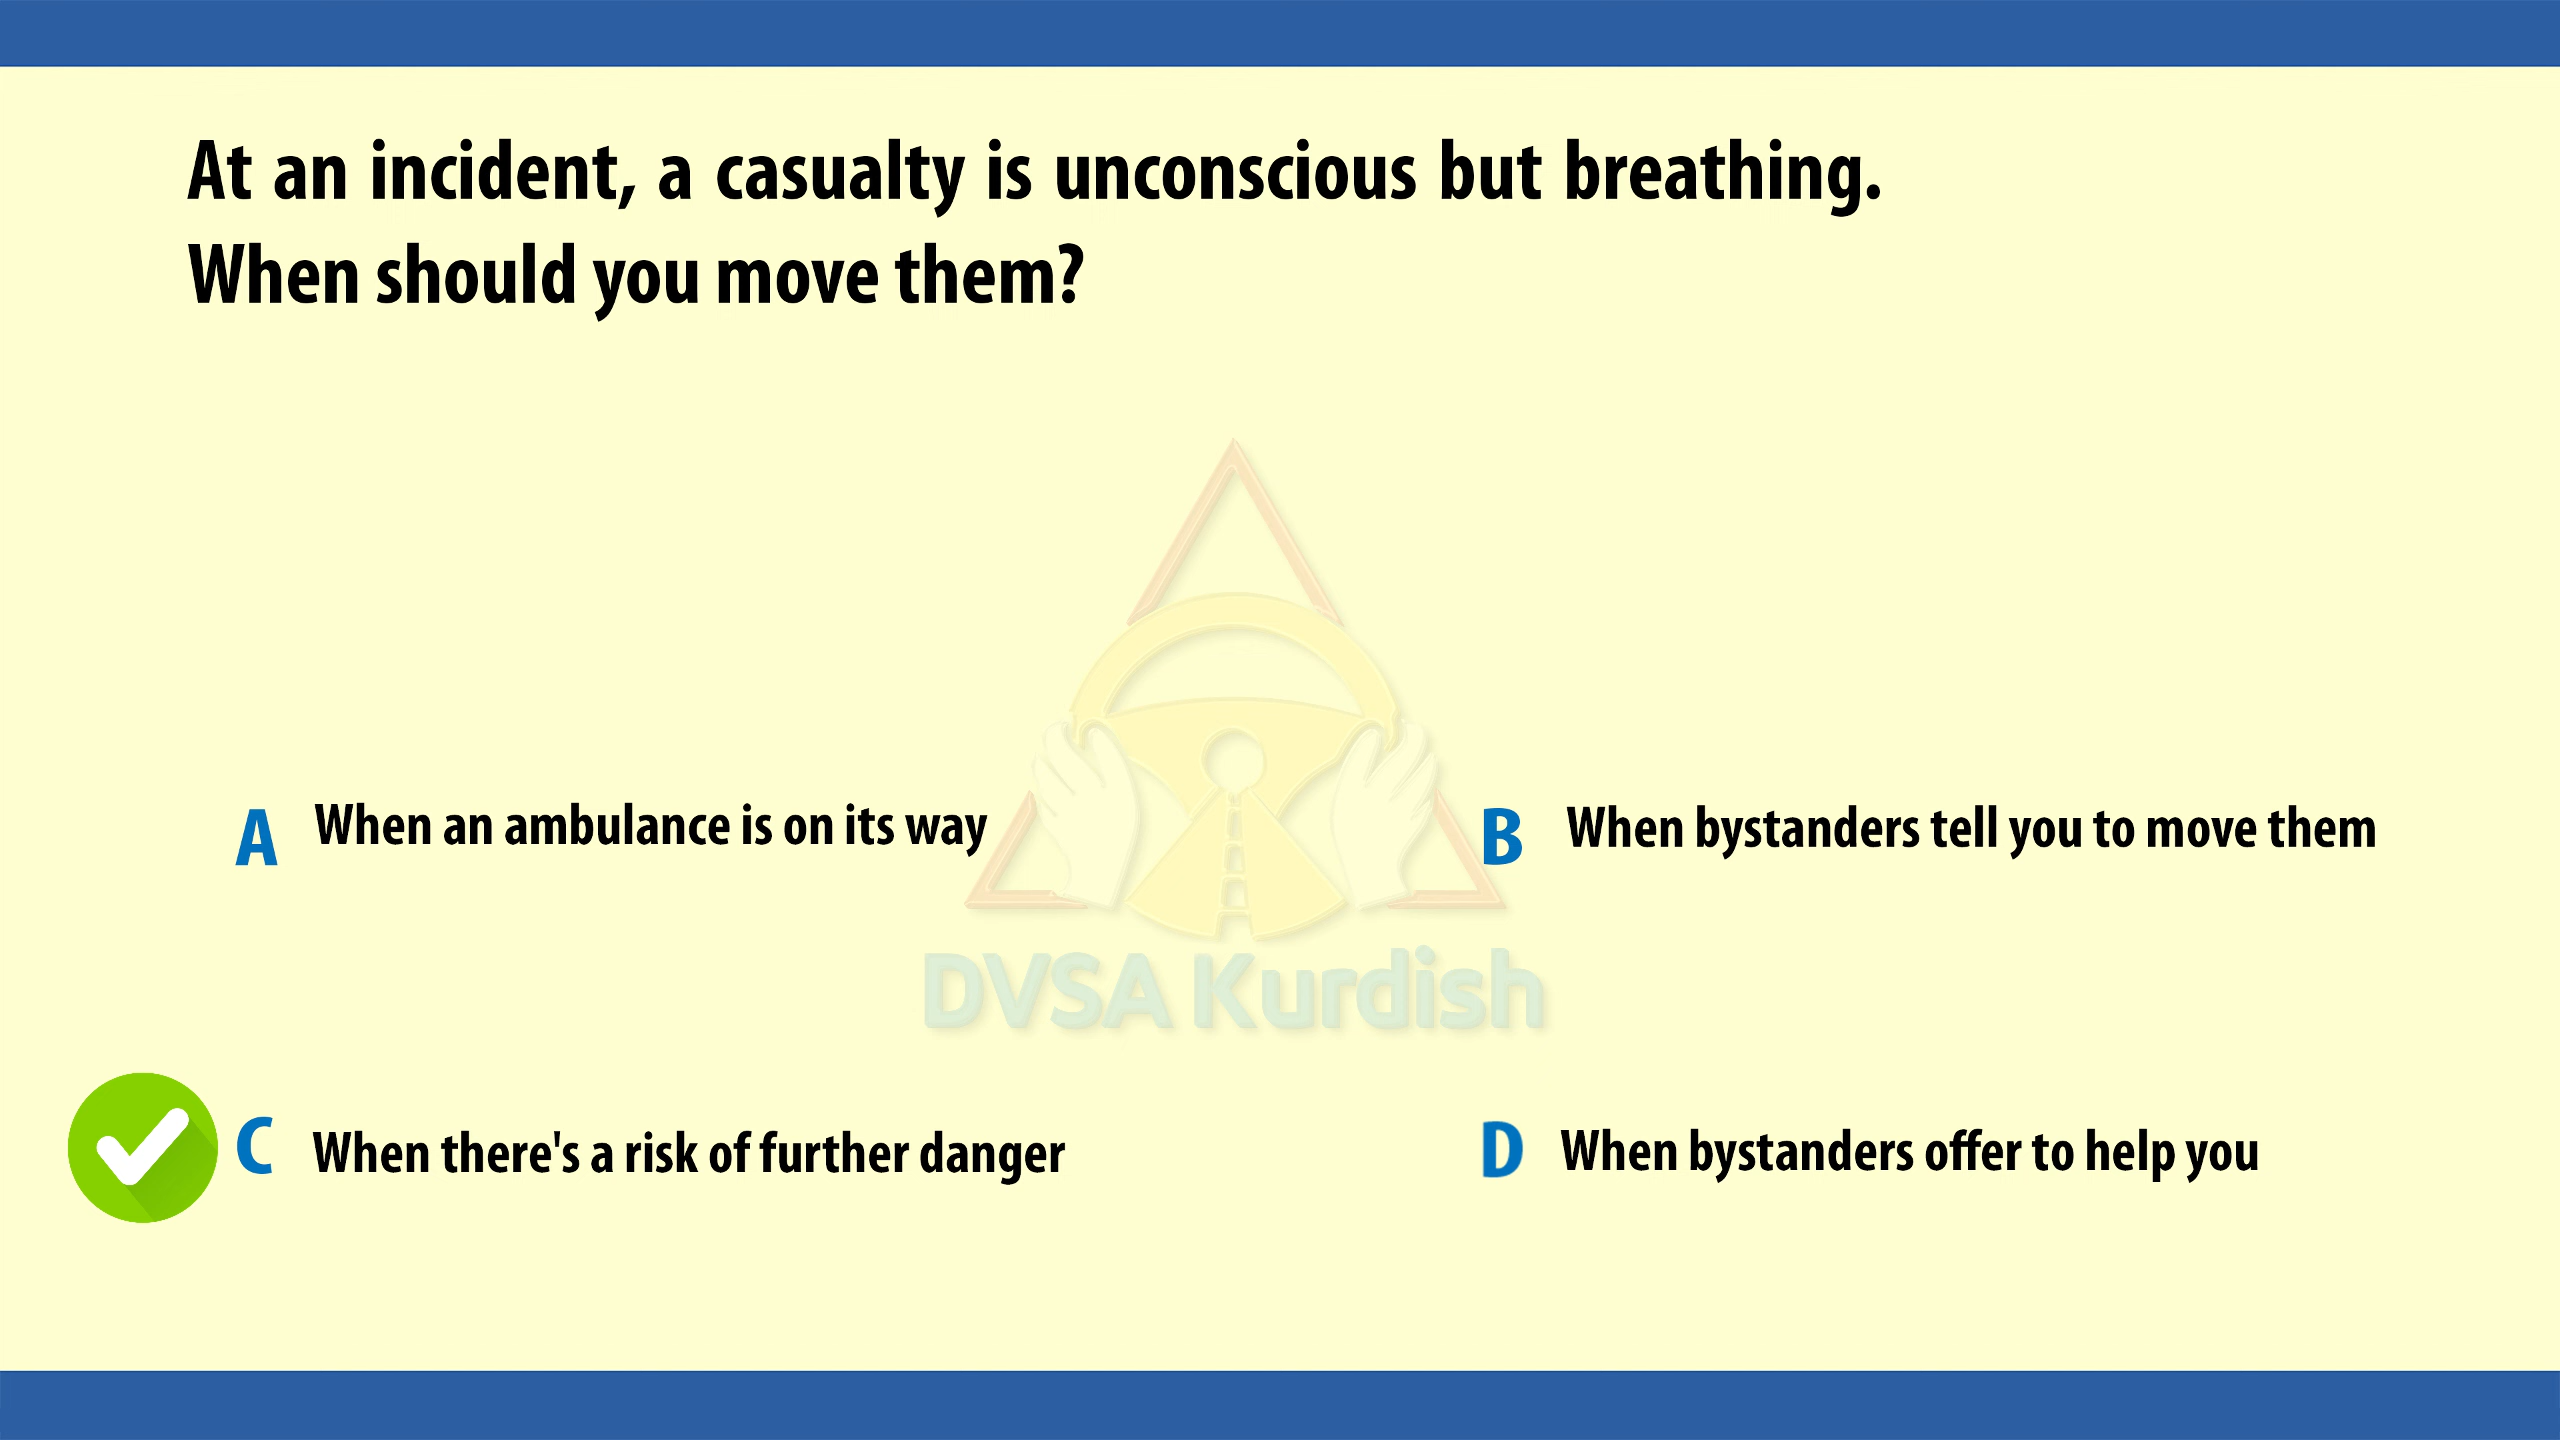 At an incident, a casualty is unconscious but breathing.
When should you move them?
A When an ambulance is on its way
B When bystanders tell you to move them
DVSA Kurdish
C When there's a risk of further danger
D When bystanders offer to help you